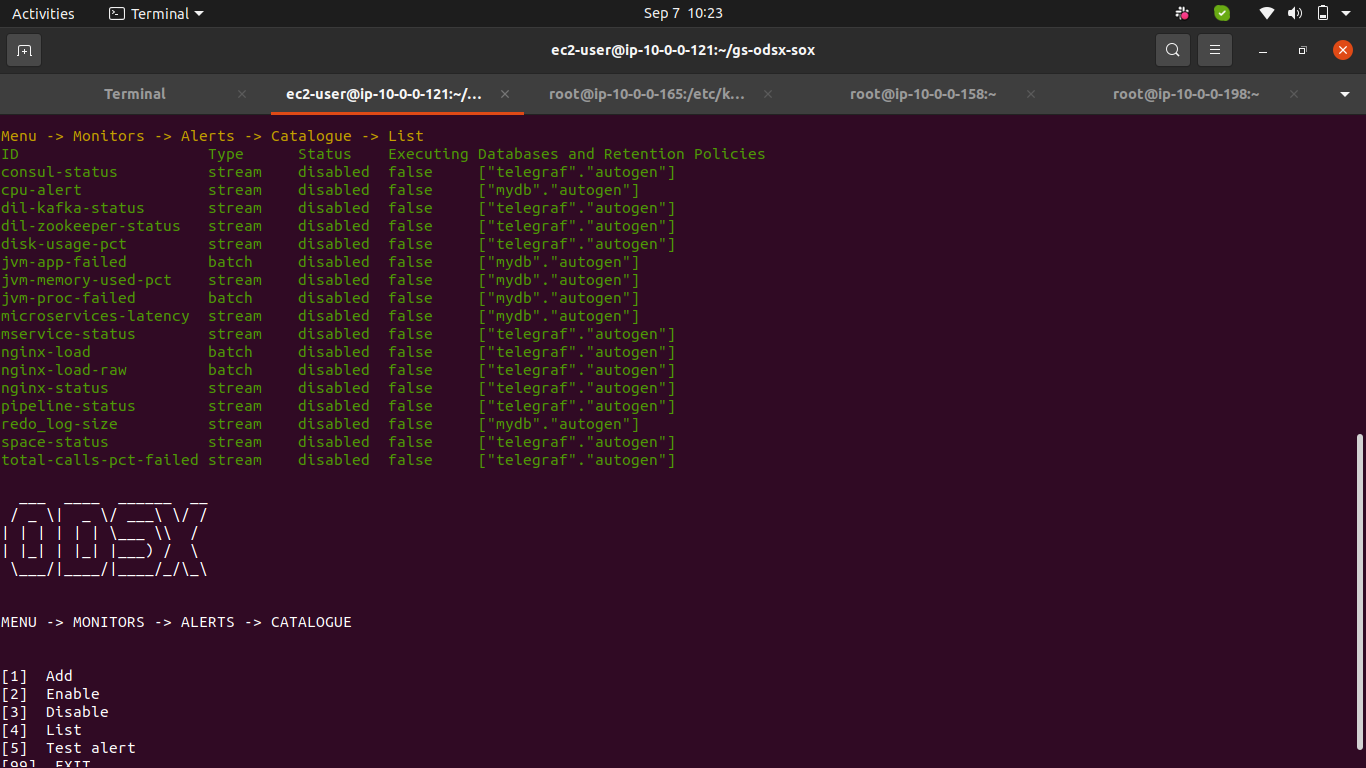 Activities Terminal Sep 7 10:23
ec2-user@ip-10-0-0-121:~/gs-odsx-sox
Terminal ec2-user@ip-10-0-0-121:~/... root@ip-10-0-0-165:/etc/k... root@ip-10-0-0-158:~ root@ip-10-0-0-198:~
Menu -> Monitors -> Alerts -> Catalogue -> List
ID Type Status Executing Databases and Retention Policies
consul-status stream disabled false ["telegraf"."autogen"]
cpu-alert stream disabled false ["mydb"."autogen"]
dil-kafka-status stream disabled false ["telegraf"."autogen"]
dil-zookeeper-status stream disabled false ["telegraf"."autogen"]
disk-usage-pct stream disabled false ["telegraf"."autogen"]
jvm-app-failed batch disabled false ["mydb"."autogen"]
jvm-memory-used-pct stream disabled false ["mydb"."autogen"]
jvm-proc-failed batch disabled false ["mydb"."autogen"]
microservices-latency stream disabled false ["mydb"."autogen"]
mservice-status stream disabled false ["telegraf"."autogen"]
nginx-load batch disabled false ["telegraf"."autogen"]
nginx-load-raw batch disabled false ["telegraf"."autogen"]
nginx-status stream disabled false ["telegraf"."autogen"]
pipeline-status stream disabled false ["telegraf"."autogen"]
redo_log-size stream disabled false ["mydb"."autogen"]
space-status stream disabled false ["telegraf"."autogen"]
total-calls-pct-failed stream disabled false ["telegraf"."autogen"]
ODSX
MENU -> MONITORS -> ALERTS -> CATALOGUE
[1] Add
[2] Enable
[3] Disable
[4] List
[5] Test alert
[99] EXIT